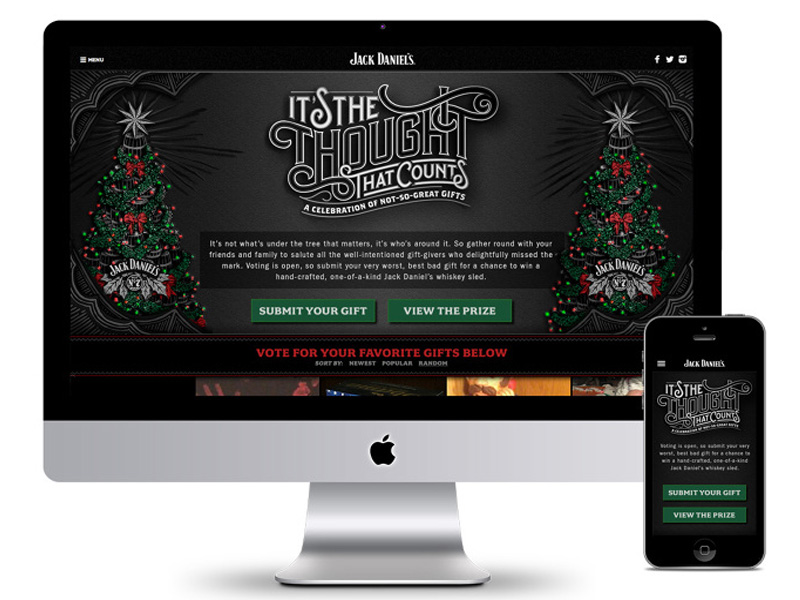 MENU
JACK DANIEL'S.
IT'S THE
THOUGHT
THAT COUNTS
A CELEBRATION OF NOT-SO-GREAT GIFTS
It's not what's under the tree that matters, it's who's around it. So gather round with your
friends and family to salute all the well-intentioned gift-givers who delightfully missed the
mark. Voting is open, so submit your very worst, best bad gift for a chance to win a
hand-crafted, one-of-a-kind Jack Daniel's whiskey sled.
JACK DANIEL'S
JACK DANIEL'S
SUBMIT YOUR GIFT
VIEW THE PRIZE
VOTE FOR YOUR FAVORITE GIFTS BELOW
SORT BY: NEWEST POPULAR RANDOM
JACK DANIEL'S.
IT'S THE
THOUGHT
THAT COUNTS
A CELEBRATION OF NOT-SO-GREAT GIFTS
Voting is open, so submit your very
worst, best bad gift for a chance to
win a hand-crafted, one-of-a-kind
Jack Daniel's whiskey sled.
SUBMIT YOUR GIFT
VIEW THE PRIZE